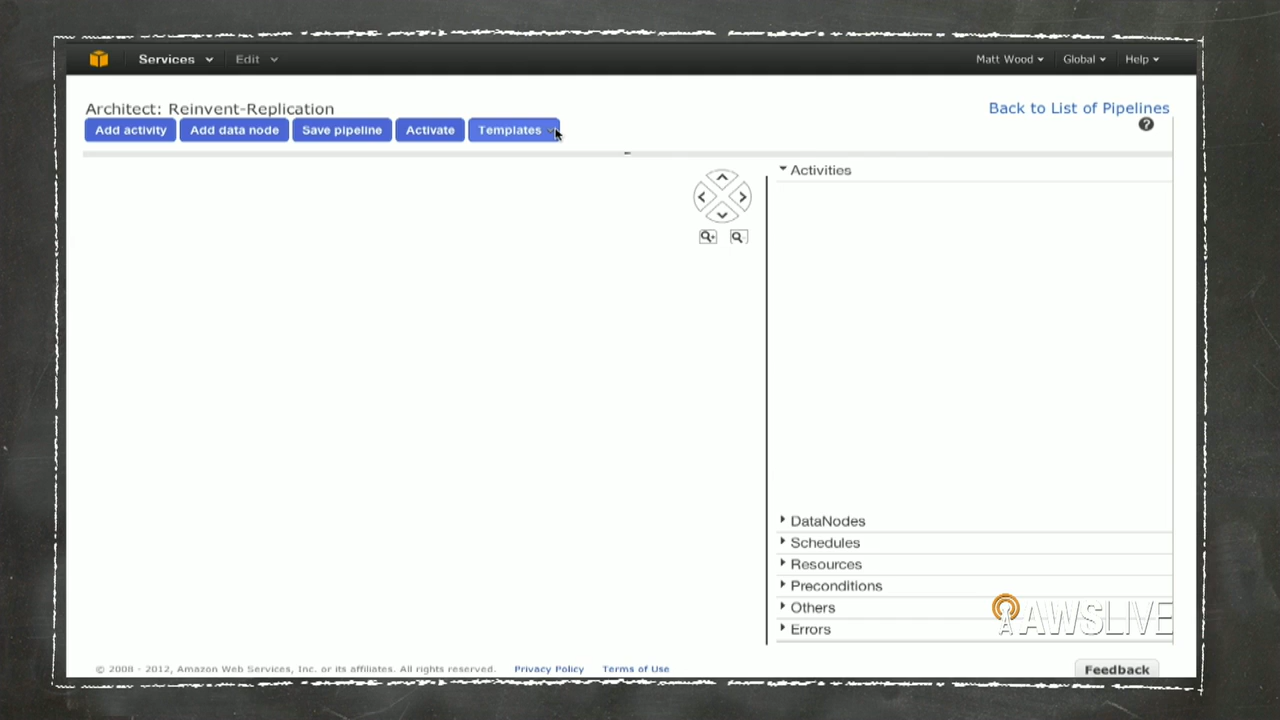 Services Edit Matt Wood Global Help
Architect: Reinvent-Replication Back to List of Pipelines
Add activity Add data node Save pipeline Activate Templates ?
Activities
DataNodes
Schedules
Resources
Preconditions
Others
Errors
AWSLIVE
© 2008 - 2012, Amazon Web Services, Inc. or its affiliates. All rights reserved. Privacy Policy Terms of Use Feedback